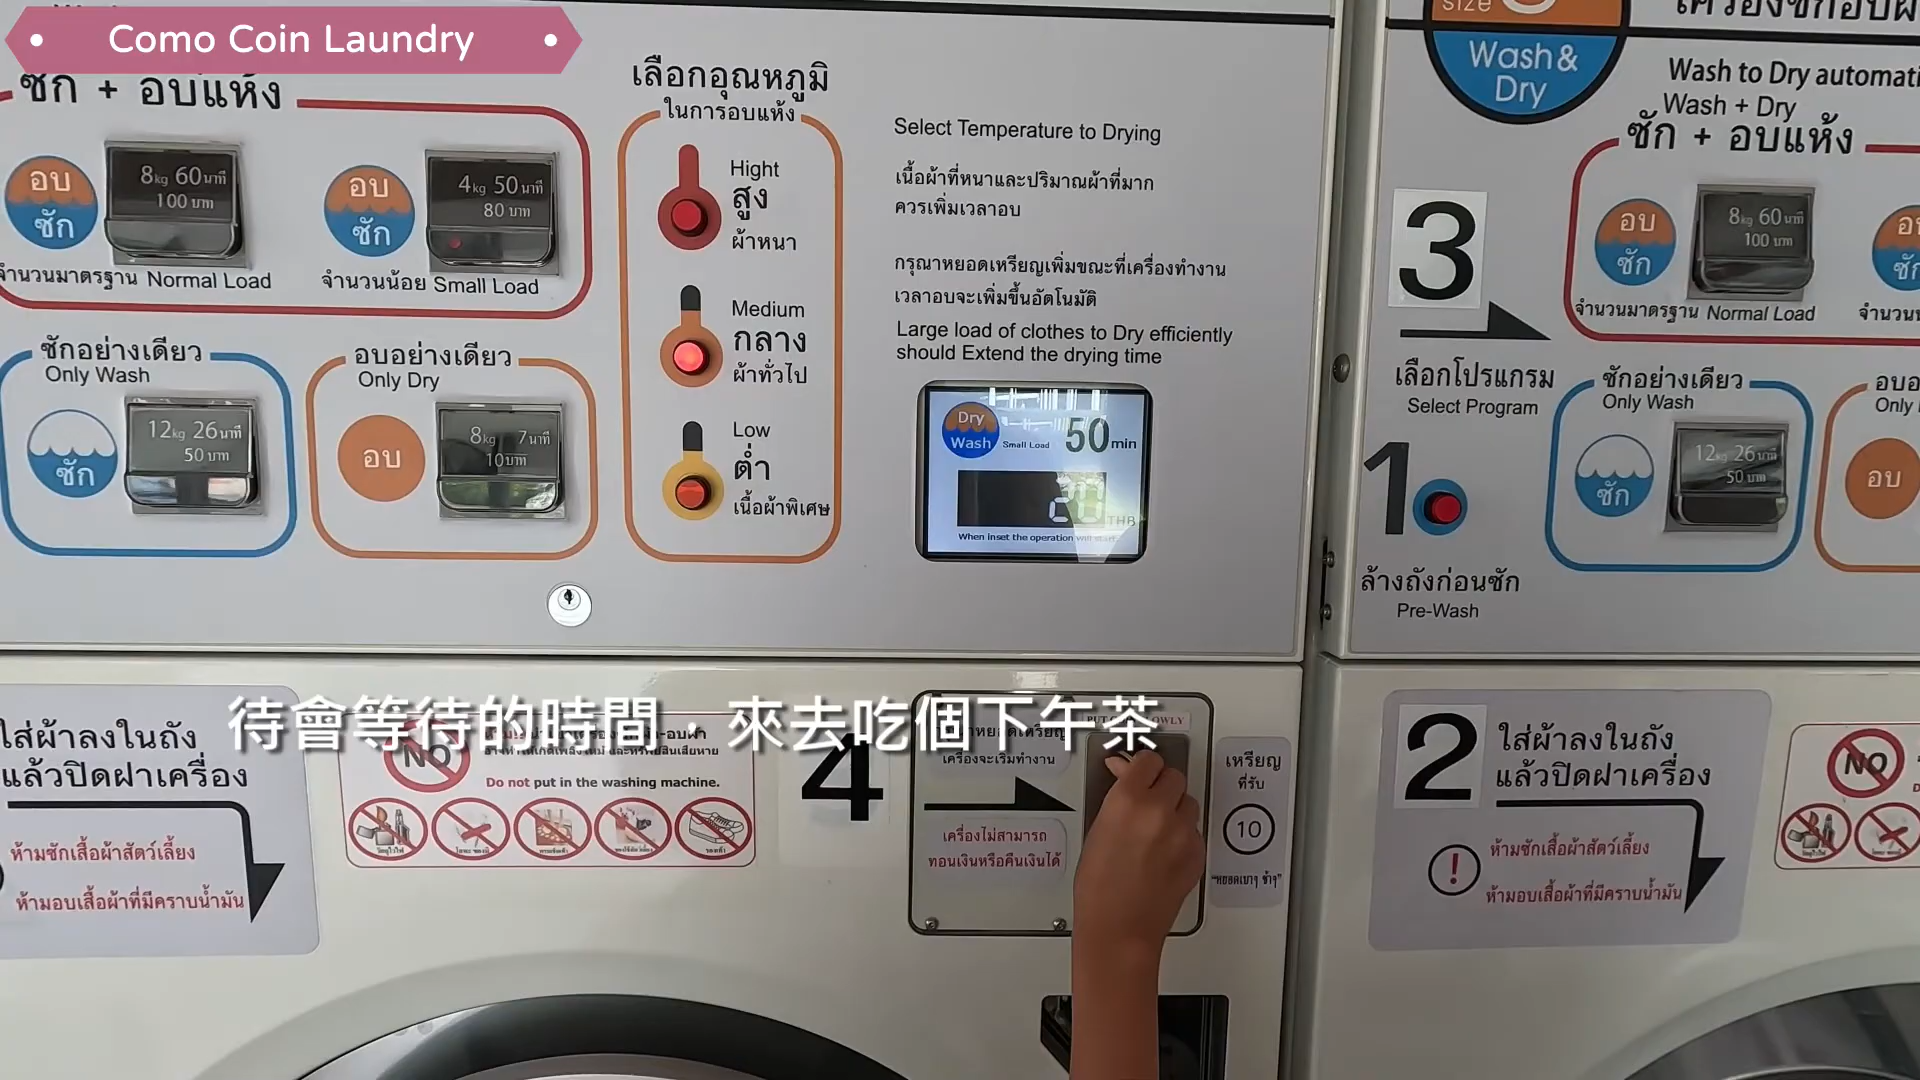 Como Coin Laundry
ซัก + อบแห้ง
อบ
ซัก
8kg 60นาที
100 บาท
จำนวนมาตรฐาน Normal Load
อบ
ซัก
4kg 50นาที
80 บาท
จำนวนน้อย Small Load
ซักอย่างเดียว
Only Wash
ซัก
12kg 26นาที
50 บาท
อบอย่างเดียว
Only Dry
อบ
8kg 7นาที
10บาท
เลือกอุณหภูมิ
ในการอบแห้ง
Hight
สูง
ผ้าหนา
Medium
กลาง
ผ้าทั่วไป
Low
ต่ำ
เนื้อผ้าพิเศษ
Select Temperature to Drying
เนื้อผ้าที่หนาและปริมาณผ้าที่มาก
ควรเพิ่มเวลาอบ
กรุณาหยอดเหรียญเพิ่มขณะที่เครื่องทำงาน
เวลาอบจะเพิ่มขึ้นอัตโนมัติ
Large load of clothes to Dry efficiently
should Extend the drying time
Dry
Wash
Small Load 50min
THB
When inset the operation will start
size
Wash&
Dry
Wash to Dry automati
Wash + Dry
ซัก + อบแห้ง
3
อบ
ซัก
8kg 60นาที
100 บาท
จำนวนมาตรฐาน Normal Load
ซัก
เลือกโปรแกรม
Select Program
ซักอย่างเดียว
Only Wash
ซัก
12kg 26นาที
50 บาท
Only
อบ
1
ล้างถังก่อนซัก
Pre-Wash
待會等待的時間．來去吃個下午茶
ใส่ผ้าลงในถัง
แล้วปิดฝาเครื่อง
ห้ามซักเสื้อผ้าสัตว์เลี้ยง
ห้ามอบเสื้อผ้าที่มีคราบน้ำมัน
NO
Do not put in the washing machine.
4
เครื่องจะเริ่มทำงาน
เครื่องไม่สามารถ
ทอนเงินหรือคืนเงินได้
เหรียญ
ที่รับ
10
"หยอดเบาๆ ช้าๆ"
2
ใส่ผ้าลงในถัง
แล้วปิดฝาเครื่อง
!
ห้ามซักเสื้อผ้าสัตว์เลี้ยง
ห้ามอบเสื้อผ้าที่มีคราบน้ำมัน
NO